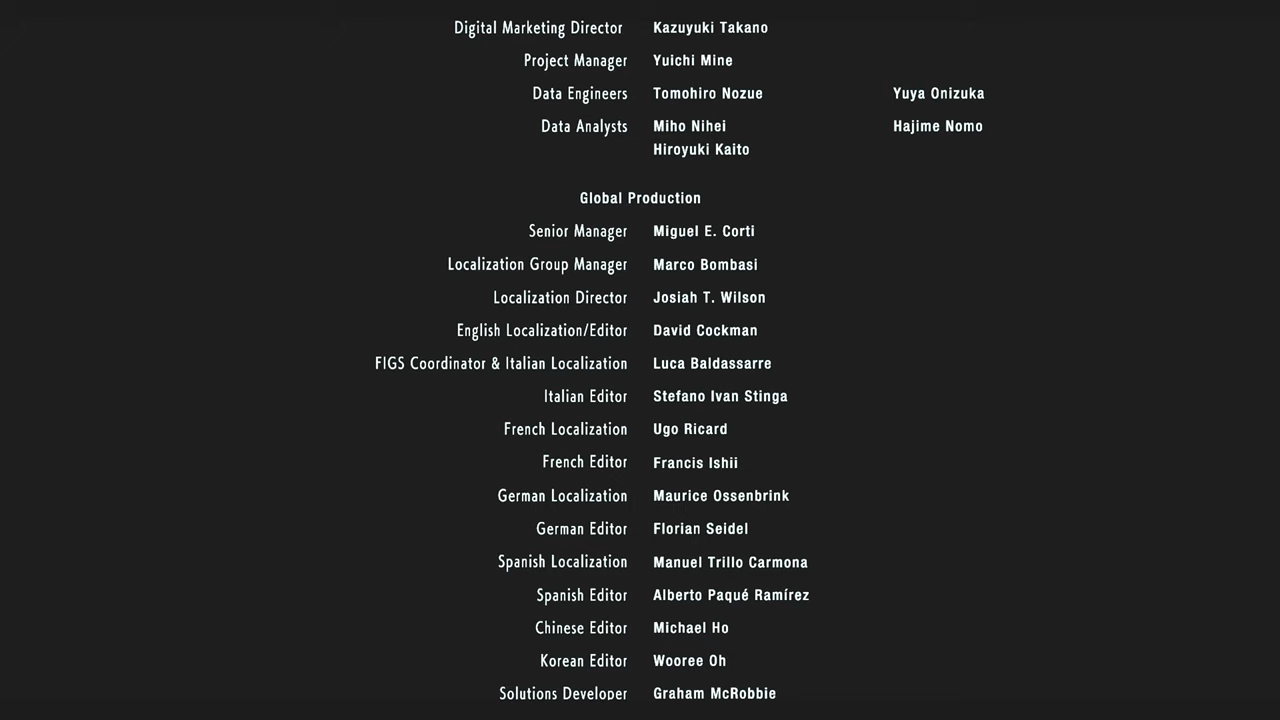 Digital Marketing Director Kazuyuki Takano
Project Manager Yuichi Mine
Data Engineers Tomohiro Nozue Yuya Onizuka
Data Analysts Miho Nihei Hajime Nomo
Hiroyuki Kaito
Global Production
Senior Manager Miguel E. Corti
Localization Group Manager Marco Bombasi
Localization Director Josiah T. Wilson
English Localization/Editor David Cockman
FIGS Coordinator & Italian Localization Luca Baldassarre
Italian Editor Stefano Ivan Stinga
French Localization Ugo Ricard
French Editor Francis Ishii
German Localization Maurice Ossenbrink
German Editor Florian Seidel
Spanish Localization Manuel Trillo Carmona
Spanish Editor Alberto Paqué Ramírez
Chinese Editor Michael Ho
Korean Editor Wooree Oh
Solutions Developer Graham McRobbie